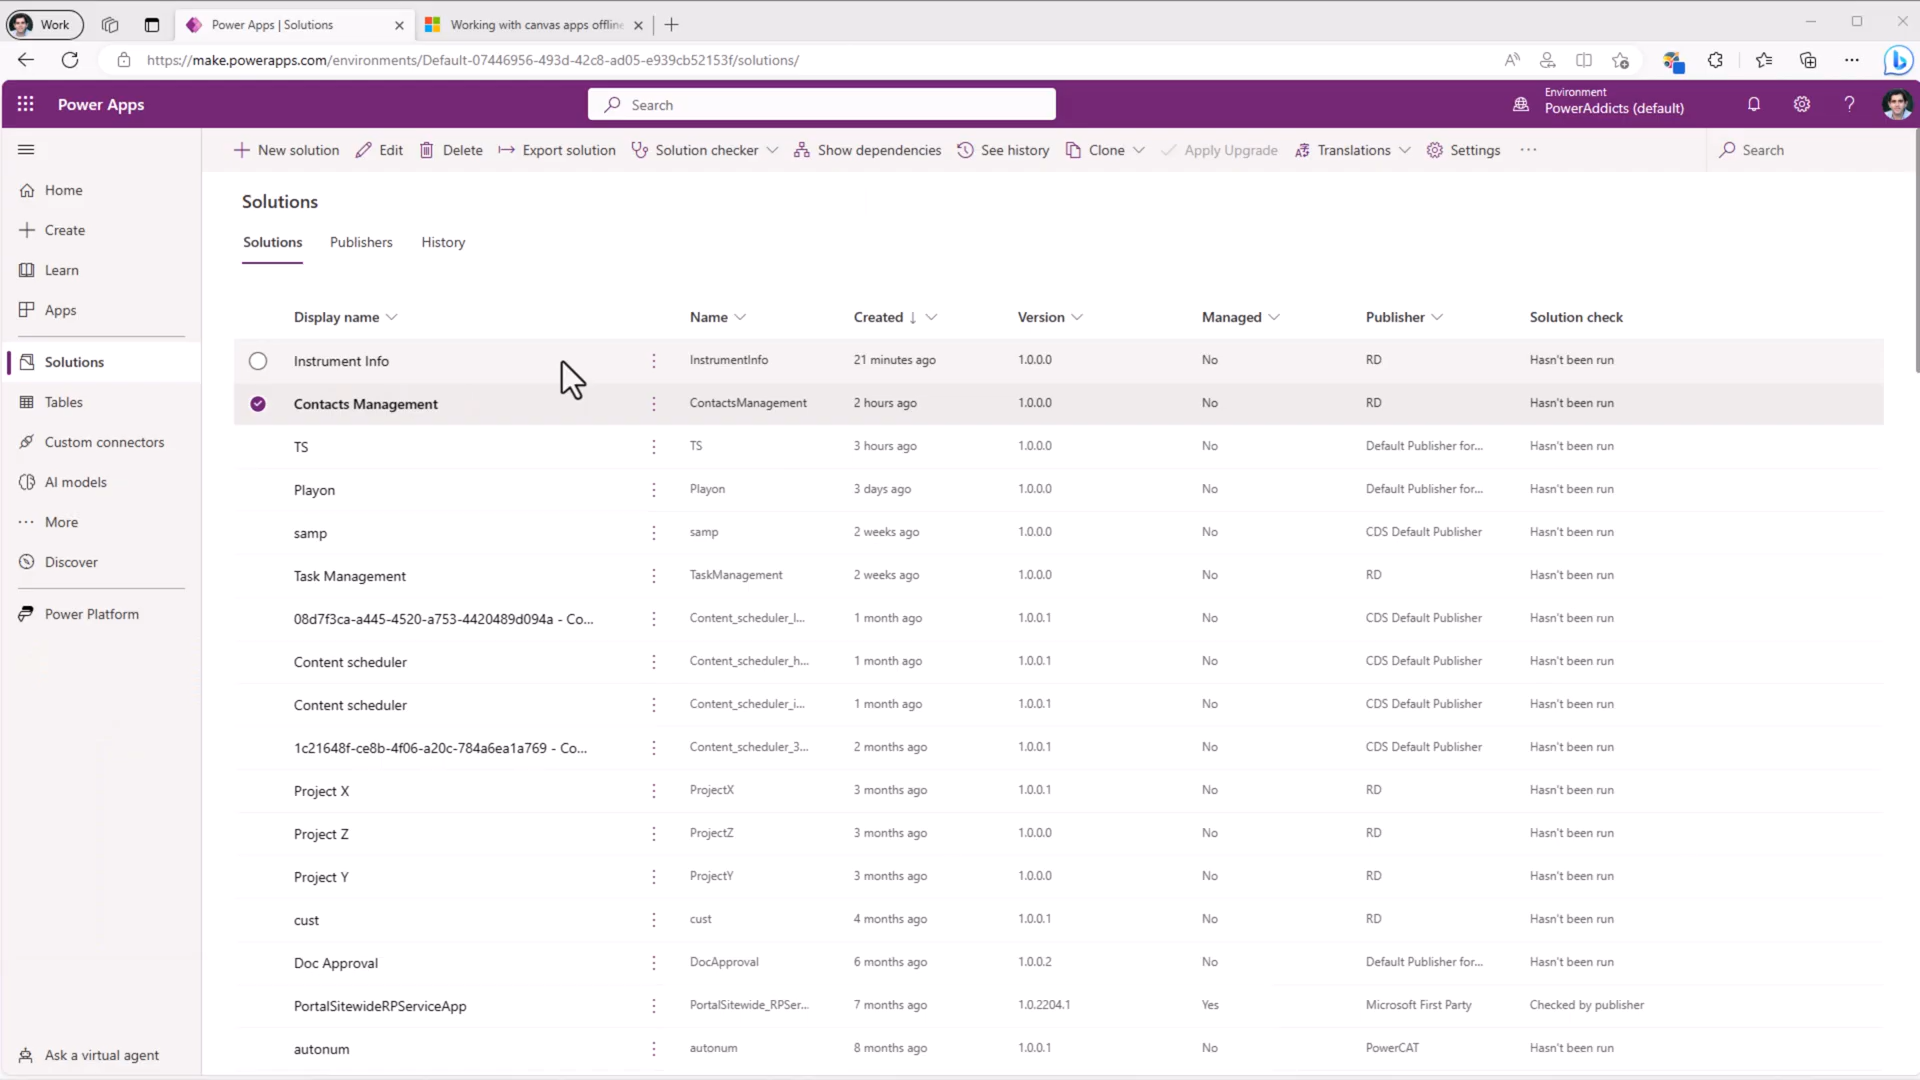 Work
Power Apps | Solutions
Working with canvas apps offline
https://make.powerapps.com/environments/Default-07446956-493d-42c8-ad05-e939cb52153f/solutions/
Power Apps
Search
Environment
PowerAddicts (default)
New solution Edit Delete Export solution Solution checker Show dependencies See history Clone Apply Upgrade Translations Settings ··· Search
Home
Create
Learn
Apps
Solutions
Tables
Custom connectors
AI models
More
Discover
Power Platform
Ask a virtual agent
Solutions
Solutions Publishers History
Display name Name Created ↓ Version Managed Publisher Solution check
Instrument Info InstrumentInfo 21 minutes ago 1.0.0.0 No RD Hasn't been run
Contacts Management ContactsManagement 2 hours ago 1.0.0.0 No RD Hasn't been run
TS TS 3 hours ago 1.0.0.0 No Default Publisher for... Hasn't been run
Playon Playon 3 days ago 1.0.0.0 No Default Publisher for... Hasn't been run
samp samp 2 weeks ago 1.0.0.0 No CDS Default Publisher Hasn't been run
Task Management TaskManagement 2 weeks ago 1.0.0.0 No RD Hasn't been run
08d7f3ca-a445-4520-a753-4420489d094a - Co... Content_scheduler_l... 1 month ago 1.0.0.1 No CDS Default Publisher Hasn't been run
Content scheduler Content_scheduler_h... 1 month ago 1.0.0.1 No CDS Default Publisher Hasn't been run
Content scheduler Content_scheduler_i... 1 month ago 1.0.0.1 No CDS Default Publisher Hasn't been run
1c21648f-ce8b-4f06-a20c-784a6ea1a769 - Co... Content_scheduler_3... 2 months ago 1.0.0.1 No CDS Default Publisher Hasn't been run
Project X ProjectX 3 months ago 1.0.0.1 No RD Hasn't been run
Project Z ProjectZ 3 months ago 1.0.0.0 No RD Hasn't been run
Project Y ProjectY 3 months ago 1.0.0.0 No RD Hasn't been run
cust cust 4 months ago 1.0.0.1 No RD Hasn't been run
Doc Approval DocApproval 6 months ago 1.0.0.2 No Default Publisher for... Hasn't been run
PortalSitewideRPServiceApp PortalSitewide_RPSer... 7 months ago 1.0.2204.1 Yes Microsoft First Party Checked by publisher
autonum autonum 8 months ago 1.0.0.1 No PowerCAT Hasn't been run